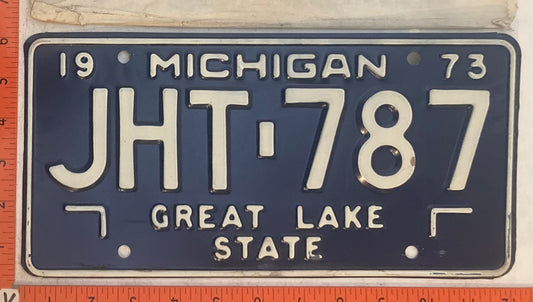 19 MICHIGAN 73
JHT-787
GREAT LAKE
STATE